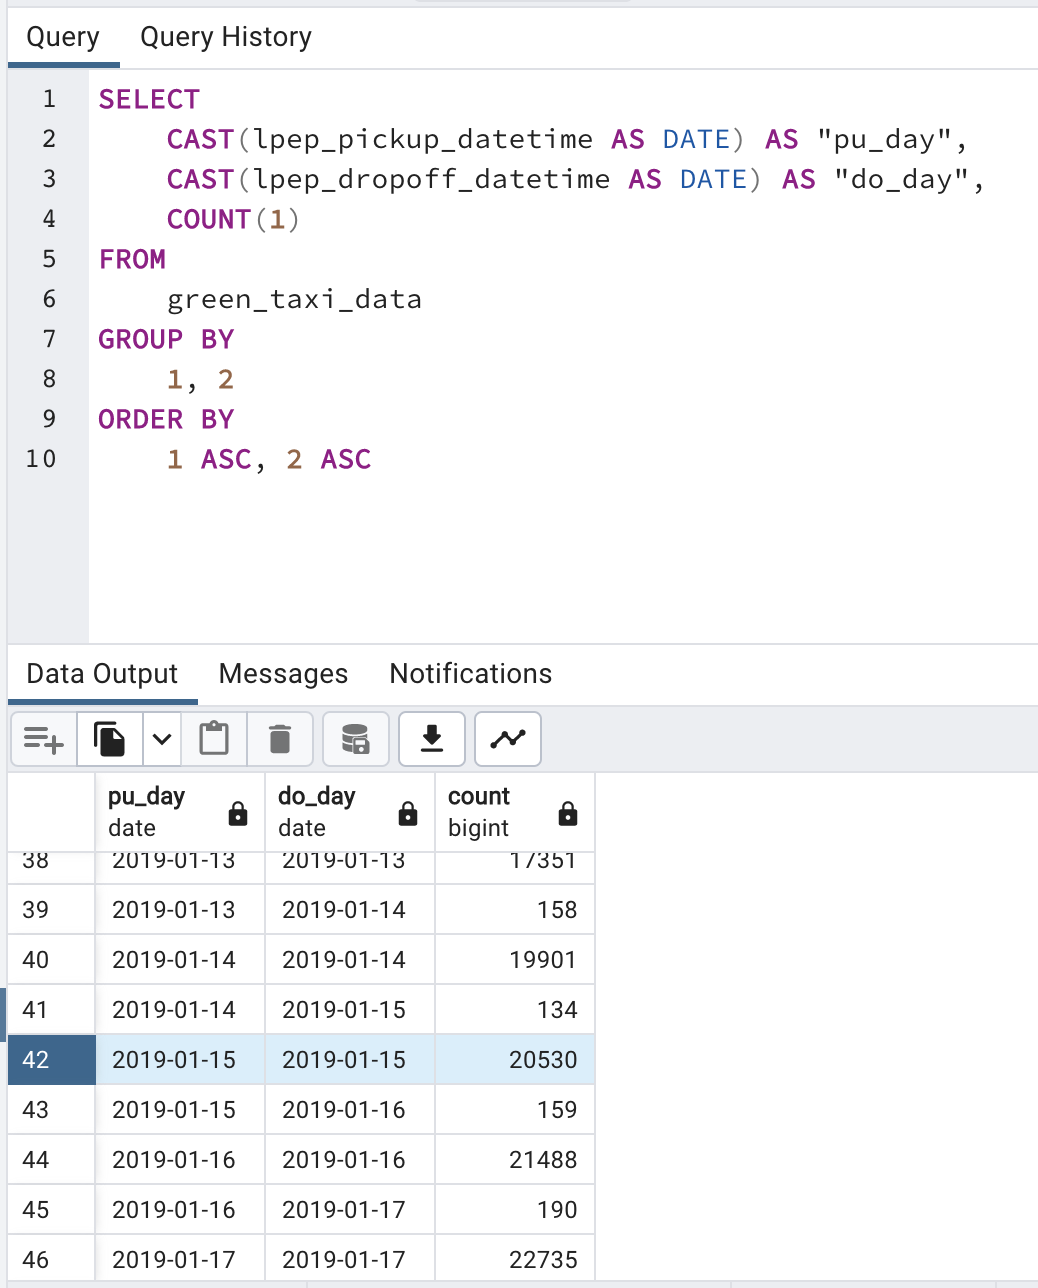 Query Query History
1 SELECT
2 CAST(lpep_pickup_datetime AS DATE) AS "pu_day",
3 CAST(lpep_dropoff_datetime AS DATE) AS "do_day",
4 COUNT(1)
5 FROM
6 green_taxi_data
7 GROUP BY
8 1, 2
9 ORDER BY
10 1 ASC, 2 ASC
Data Output Messages Notifications
pu_day do_day count
date date bigint
38 2019-01-13 2019-01-13 17351
39 2019-01-13 2019-01-14 158
40 2019-01-14 2019-01-14 19901
41 2019-01-14 2019-01-15 134
42 2019-01-15 2019-01-15 20530
43 2019-01-15 2019-01-16 159
44 2019-01-16 2019-01-16 21488
45 2019-01-16 2019-01-17 190
46 2019-01-17 2019-01-17 22735